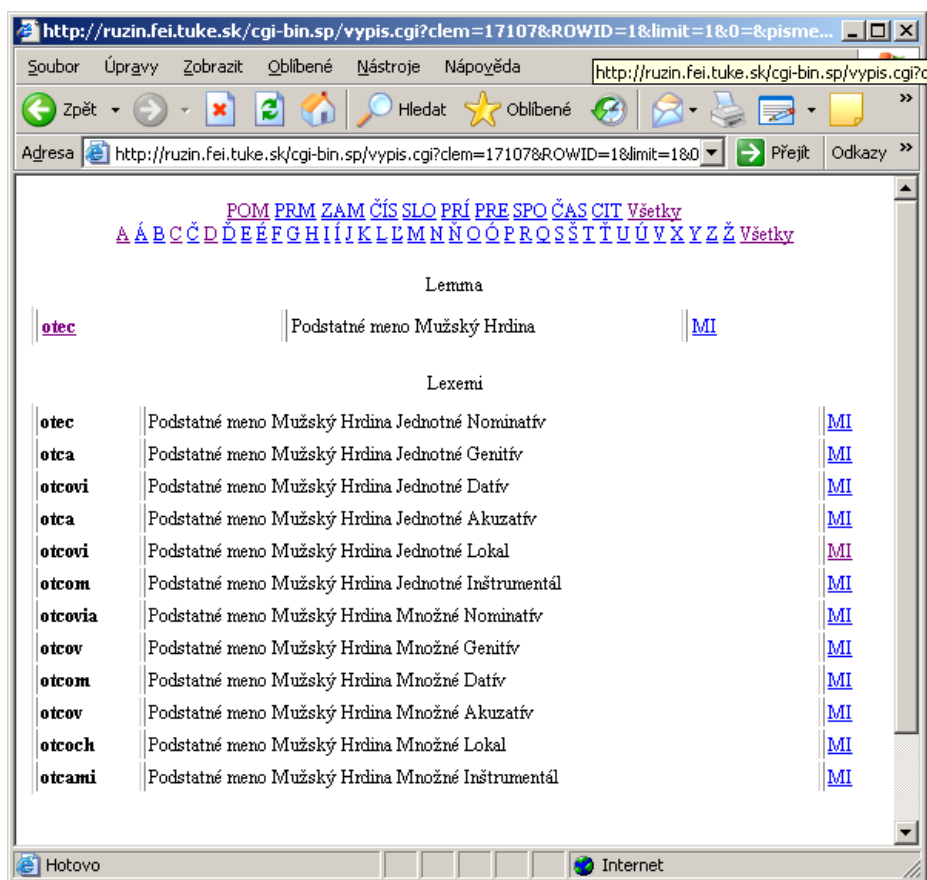 http://ruzin.fei.tuke.sk/cgi-bin.sp/vypis.cgi?clem=17107&ROWID=1&limit=1&0=&pisme...
Soubor Úpravy Zobrazit Oblíbené Nástroje Nápověda http://ruzin.fei.tuke.sk/cgi-bin.sp/vypis.cgi?c
Zpět Hledat Oblíbené »
Adresa http://ruzin.fei.tuke.sk/cgi-bin.sp/vypis.cgi?clem=17107&ROWID=1&limit=1&0 Přejít Odkazy »
POM PRM ZAM ČÍS SLO PRÍ PRE SPO ČAS CIT Všetky
A Á B C Č D Ď E É F G H I Í J K L Ľ M N Ň O Ó P R Q S Š T Ť U Ú V X Y Z Ž Všetky
Lemma
otec Podstatné meno Mužský Hrdina MI
Lexemi
otec Podstatné meno Mužský Hrdina Jednotné Nominatív MI
otca Podstatné meno Mužský Hrdina Jednotné Genitív MI
otcovi Podstatné meno Mužský Hrdina Jednotné Datív MI
otca Podstatné meno Mužský Hrdina Jednotné Akuzatív MI
otcovi Podstatné meno Mužský Hrdina Jednotné Lokal MI
otcom Podstatné meno Mužský Hrdina Jednotné Inštrumentál MI
otcovia Podstatné meno Mužský Hrdina Množné Nominatív MI
otcov Podstatné meno Mužský Hrdina Množné Genitív MI
otcom Podstatné meno Mužský Hrdina Množné Datív MI
otcov Podstatné meno Mužský Hrdina Množné Akuzatív MI
otcoch Podstatné meno Mužský Hrdina Množné Lokal MI
otcami Podstatné meno Mužský Hrdina Množné Inštrumentál MI
Hotovo Internet